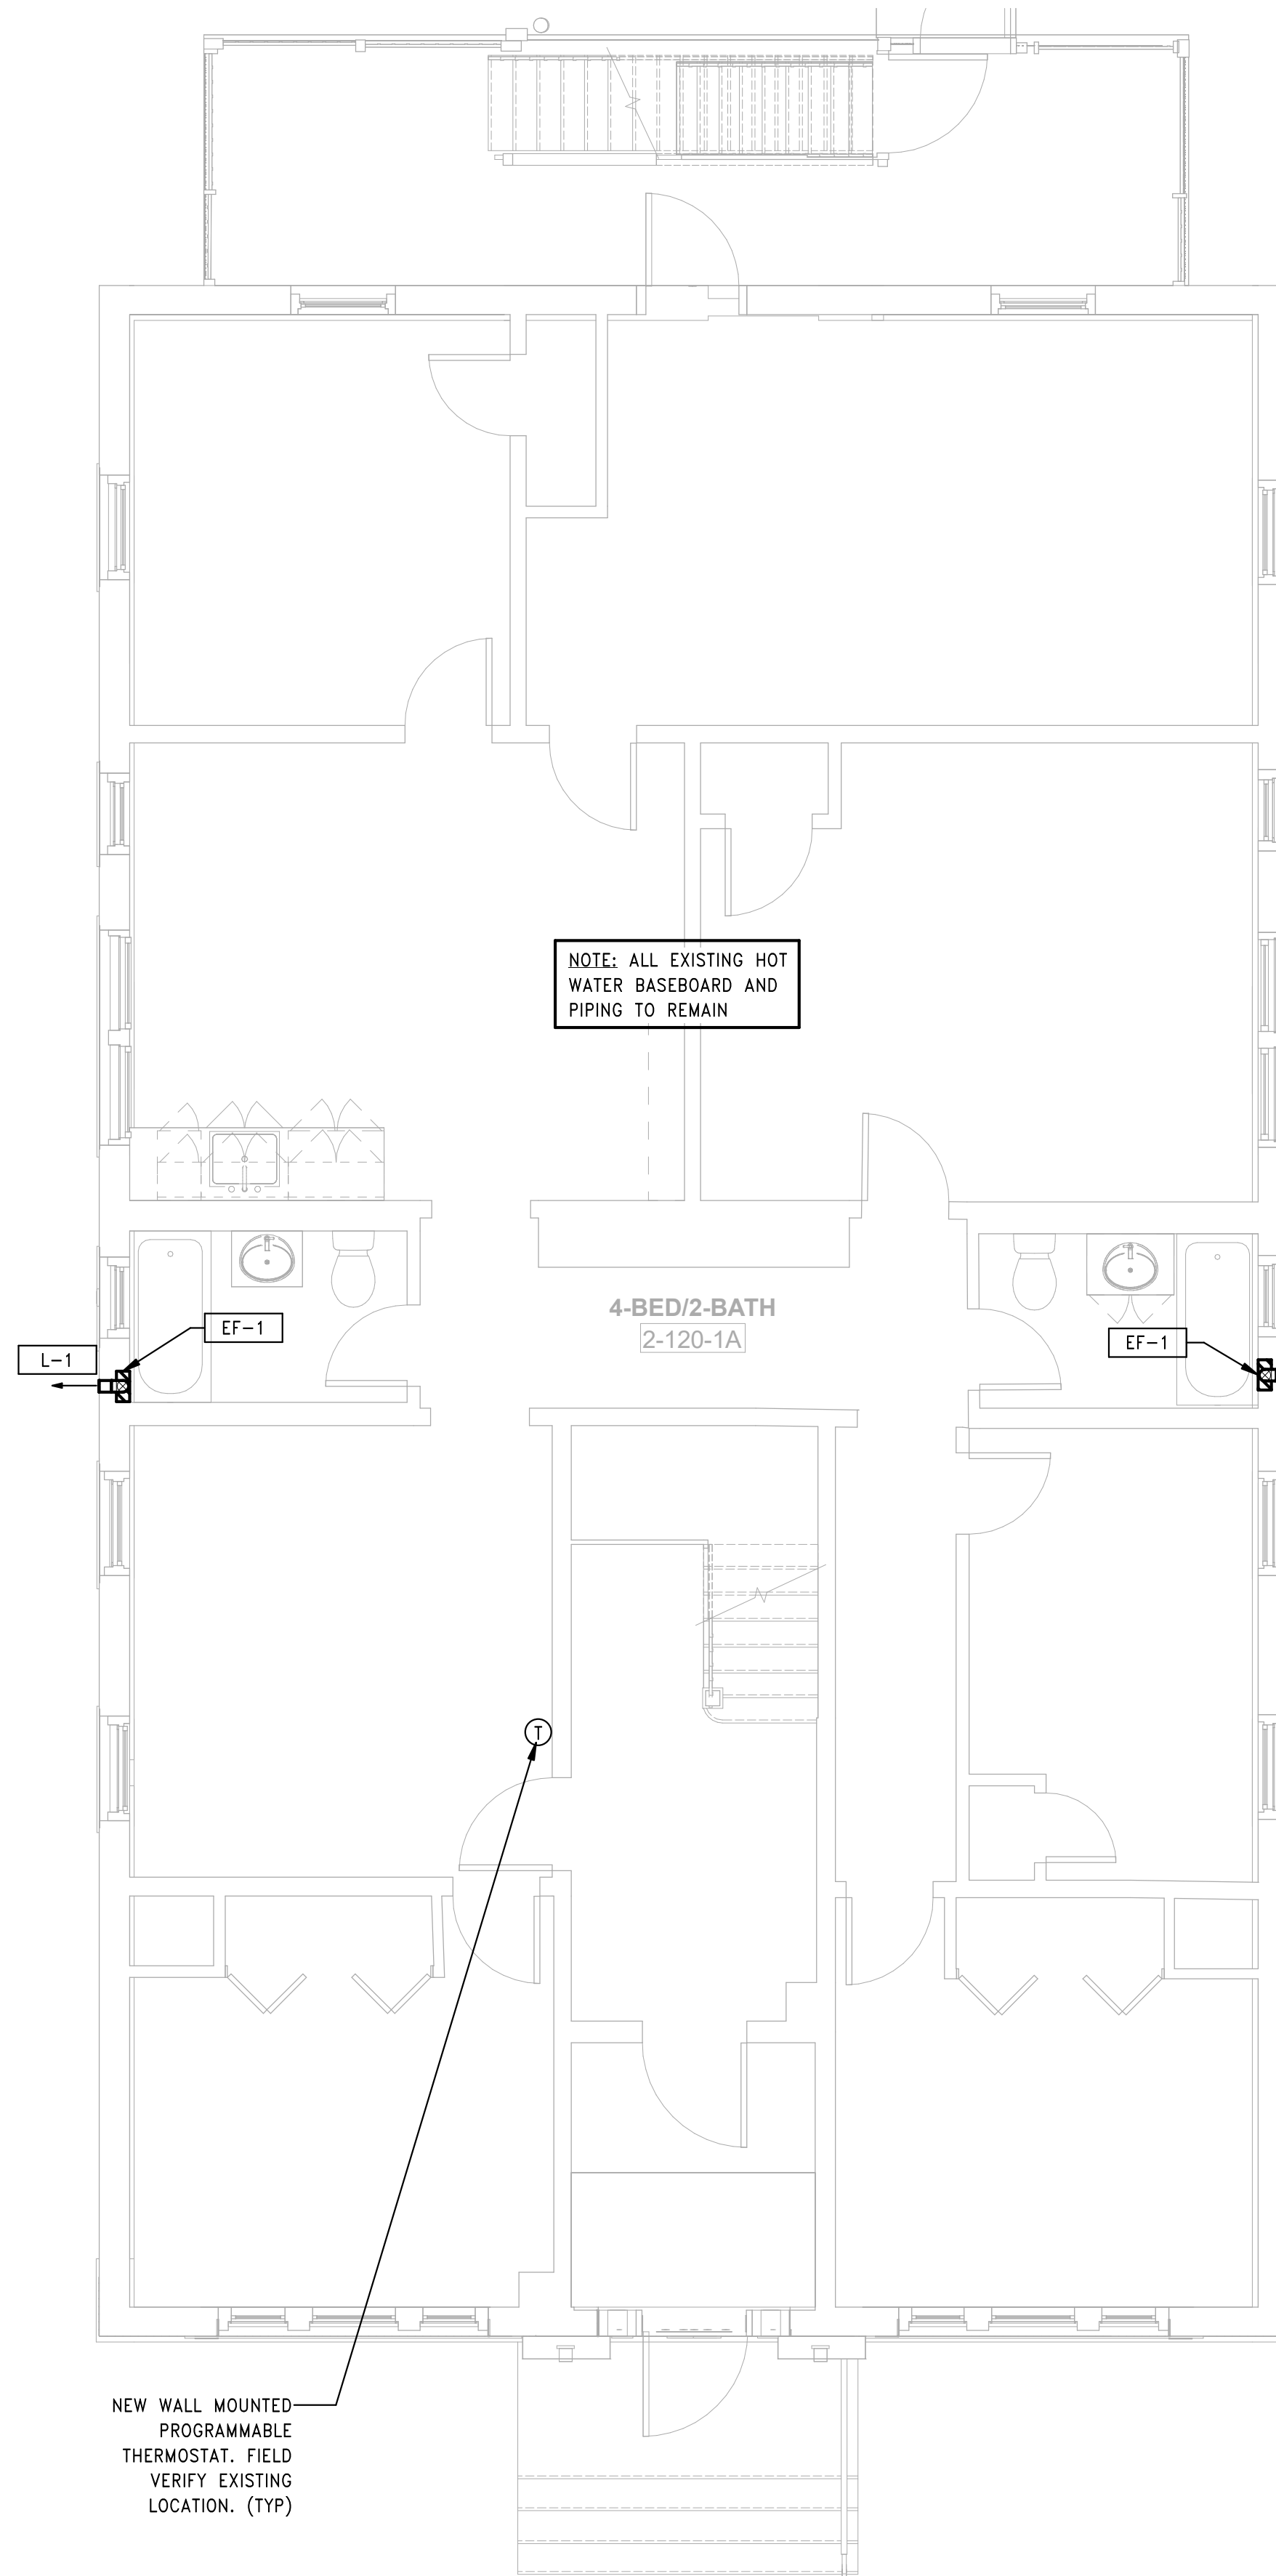 NOTE: ALL EXISTING HOT
WATER BASEBOARD AND
PIPING TO REMAIN
4-BED/2-BATH
2-120-1A
EF-1
L-1
EF-1
T
NEW WALL MOUNTED
PROGRAMMABLE
THERMOSTAT. FIELD
VERIFY EXISTING
LOCATION. (TYP)